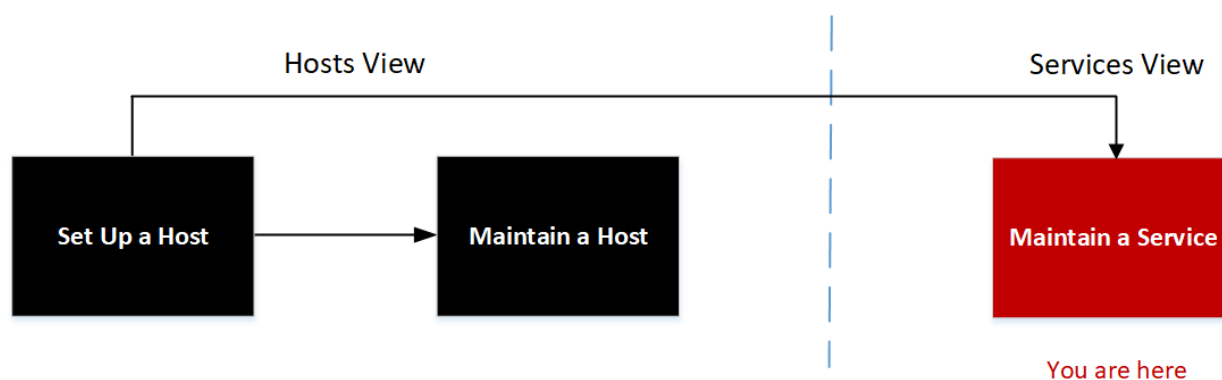 Hosts View
Services View
Set Up a Host
Maintain a Host
Maintain a Service
You are here